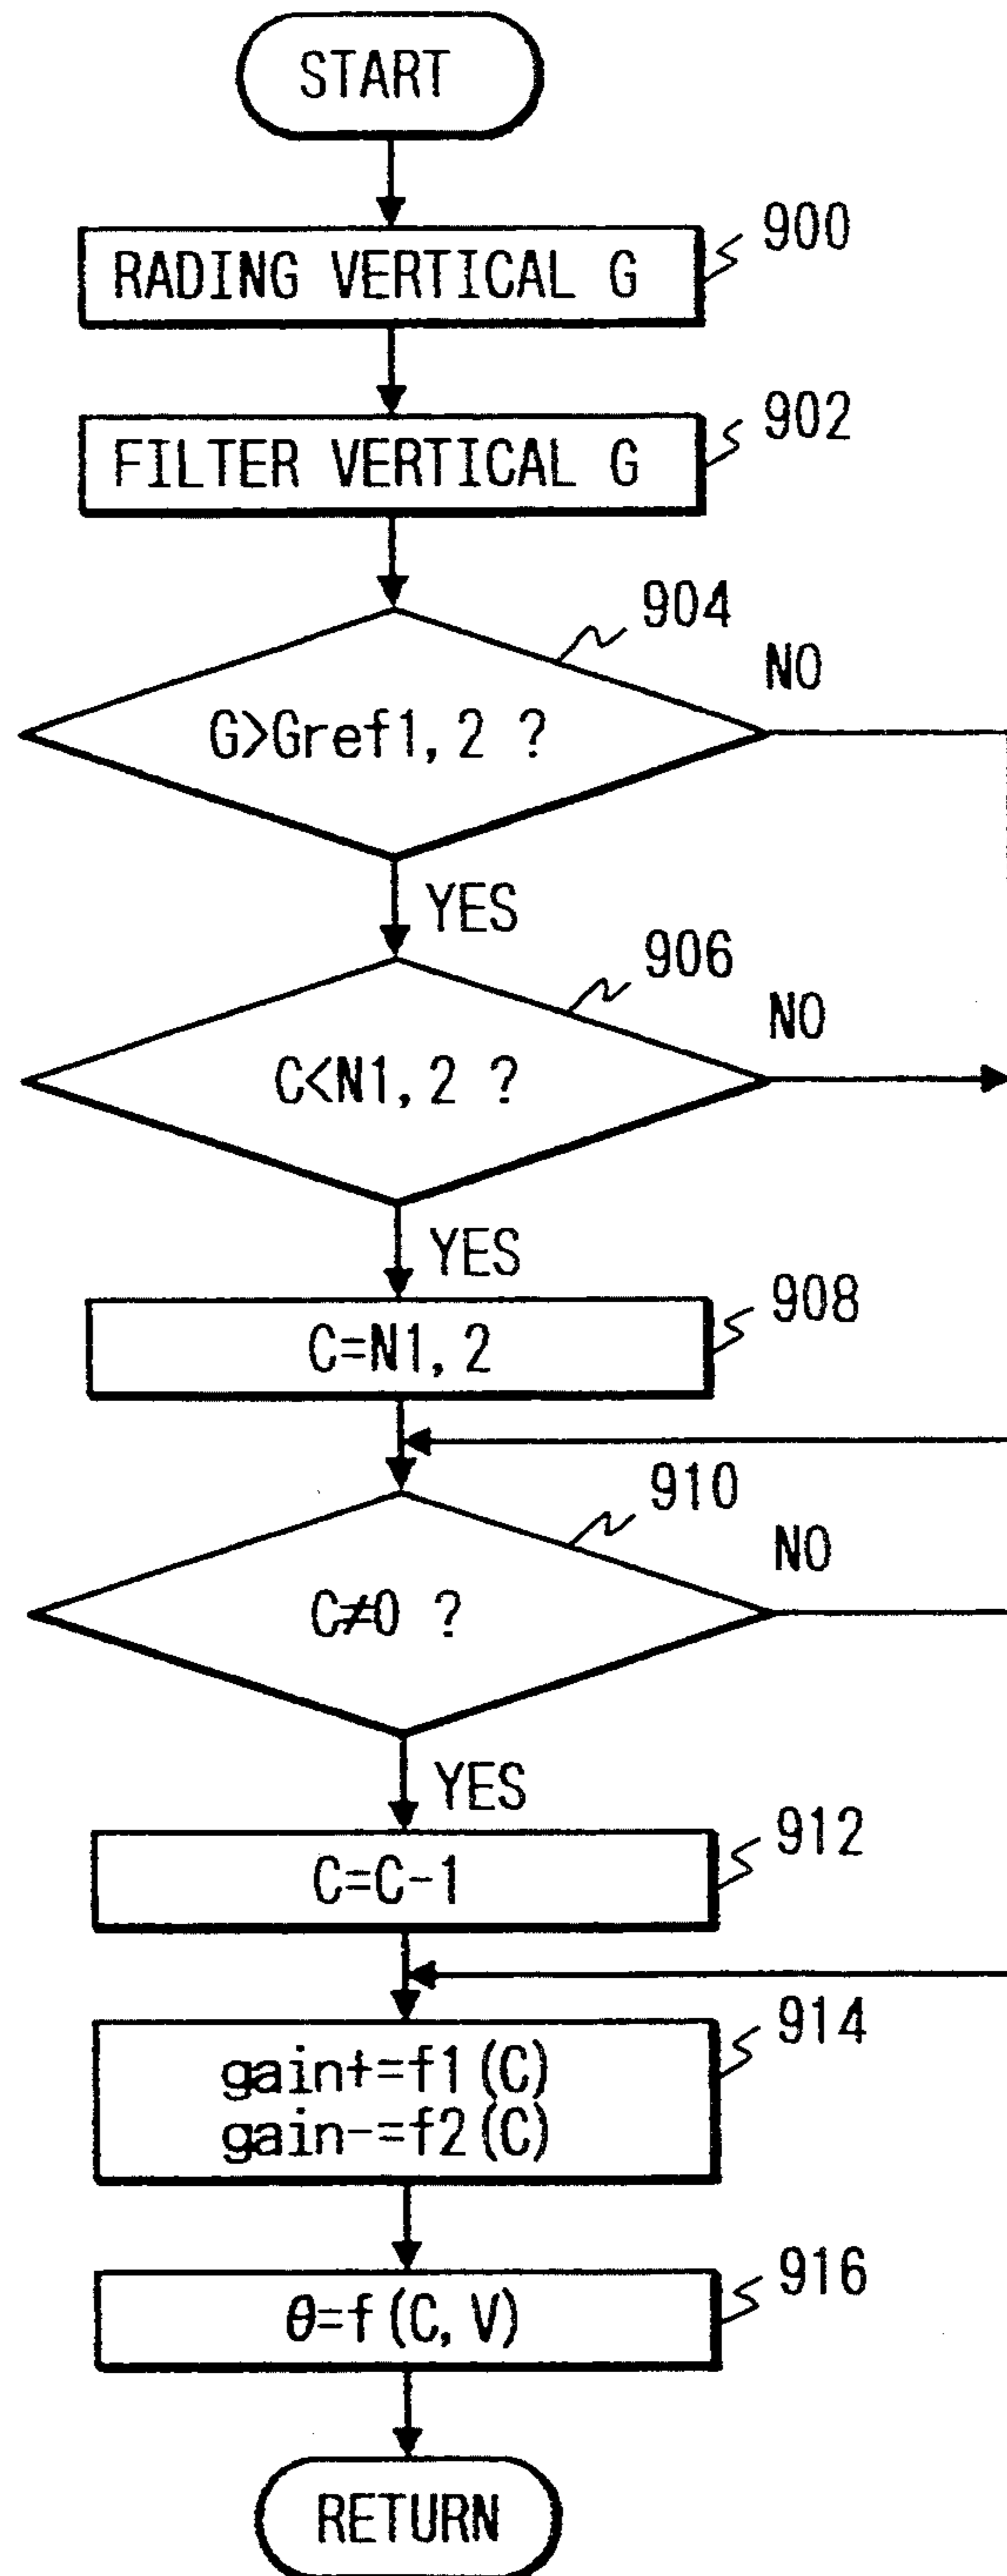 START
900
RADING VERTICAL G
902
FILTER VERTICAL G
904
G>Gref1,2 ?
NO
YES
906
C<N1,2 ?
NO
YES
908
C=N1,2
910
C≠0 ?
NO
YES
912
C=C-1
914
gain+=f1(C)
gain-=f2(C)
916
θ=f(C,V)
RETURN